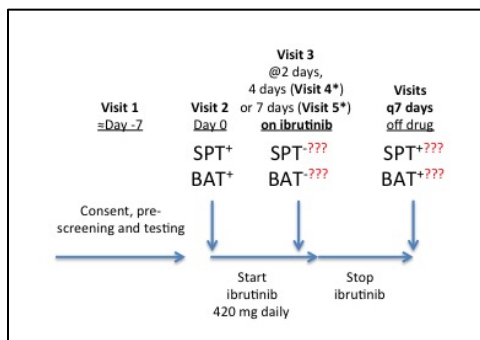 Visit 1
≈Day -7
Visit 2
Day 0
Visit 3
@2 days,
4 days (Visit 4*)
or 7 days (Visit 5*)
on ibrutinib
Visits
q7 days
off drug
SPT⁺
BAT⁺
SPT⁻???
BAT⁻???
SPT⁺???
BAT⁺???
Consent, pre-
screening and testing
Start
ibrutinib
420 mg daily
Stop
ibrutinib